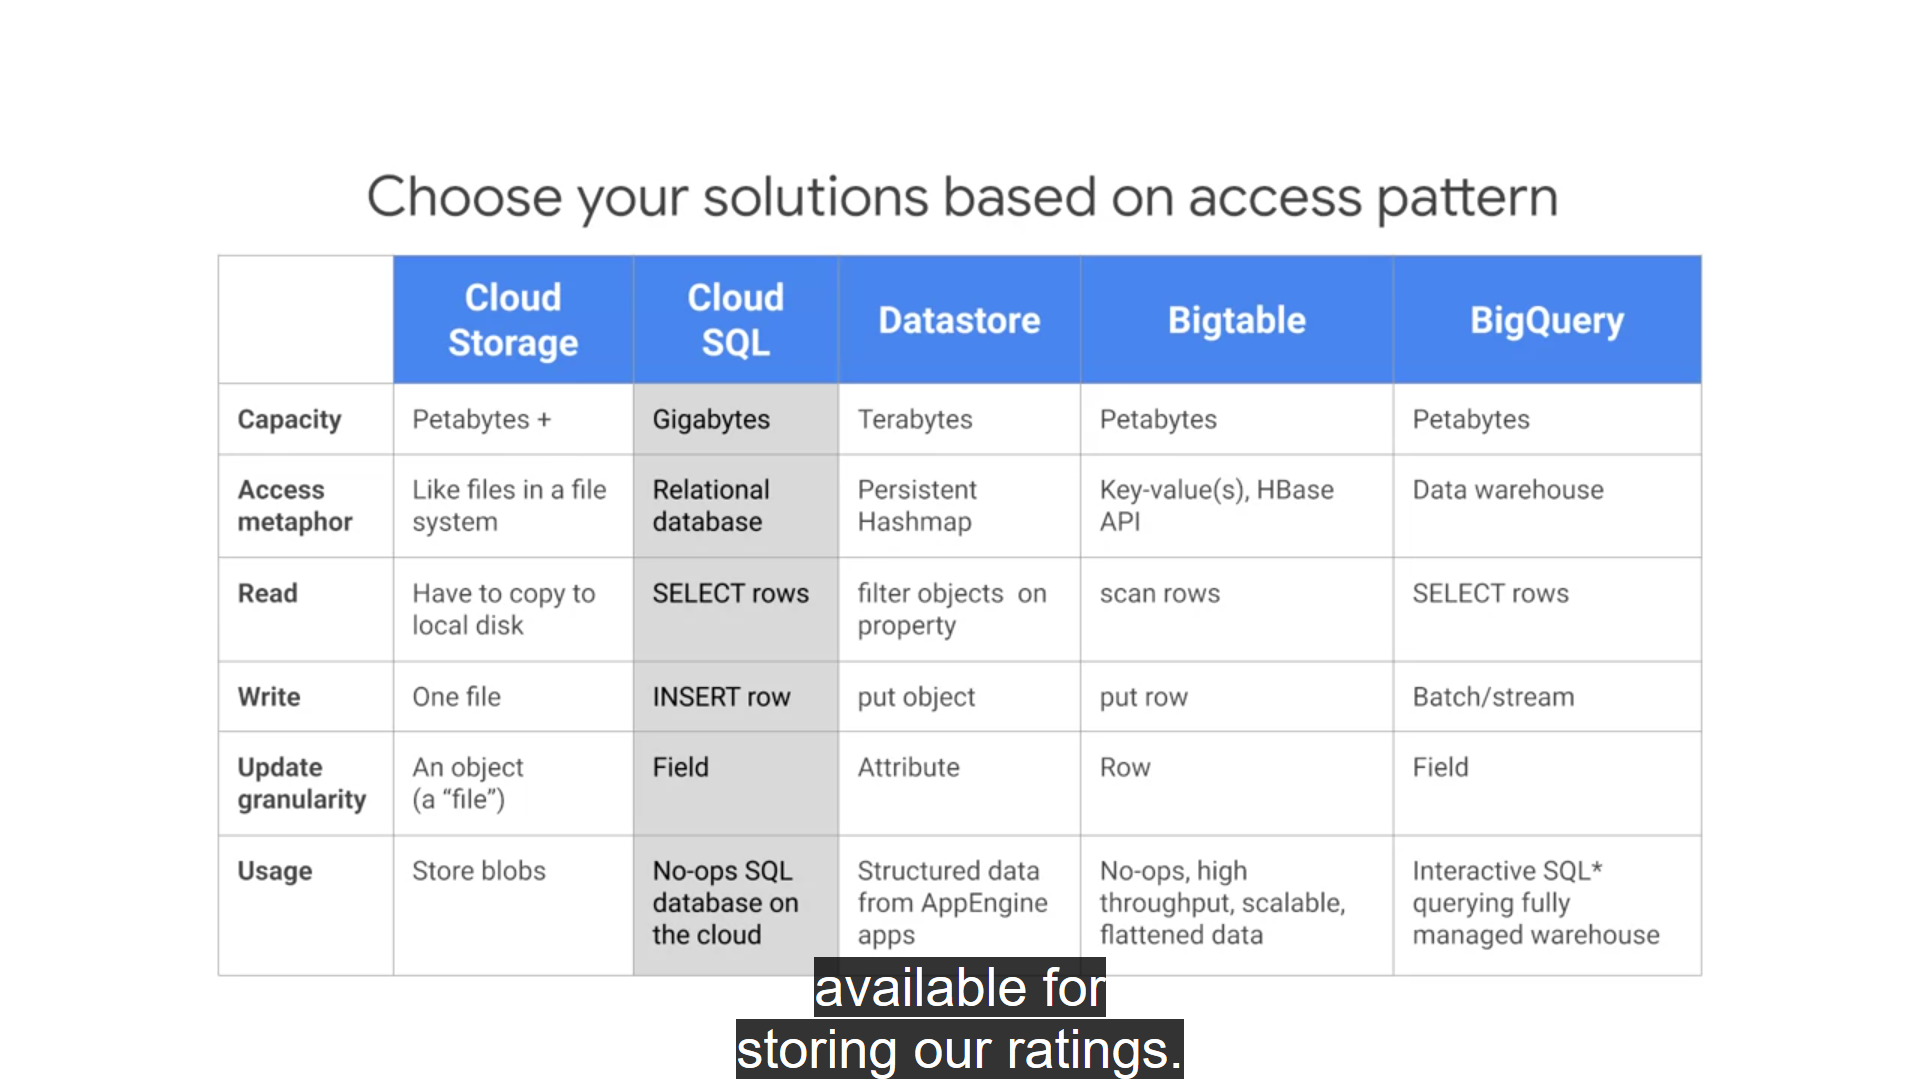 Choose your solutions based on access pattern
Cloud Storage
Cloud SQL
Datastore
Bigtable
BigQuery
Capacity
Petabytes +
Gigabytes
Terabytes
Petabytes
Petabytes
Access metaphor
Like files in a file system
Relational database
Persistent Hashmap
Key-value(s), HBase API
Data warehouse
Read
Have to copy to local disk
SELECT rows
filter objects on property
scan rows
SELECT rows
Write
One file
INSERT row
put object
put row
Batch/stream
Update granularity
An object (a “file”)
Field
Attribute
Row
Field
Usage
Store blobs
No-ops SQL database on the cloud
Structured data from AppEngine apps
No-ops, high throughput, scalable, flattened data
Interactive SQL* querying fully managed warehouse
available for
storing our ratings.